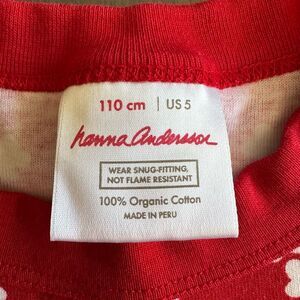 110 cm | US 5
hanna Andersson
WEAR SNUG-FITTING,
NOT FLAME RESISTANT
100% Organic Cotton
MADE IN PERU